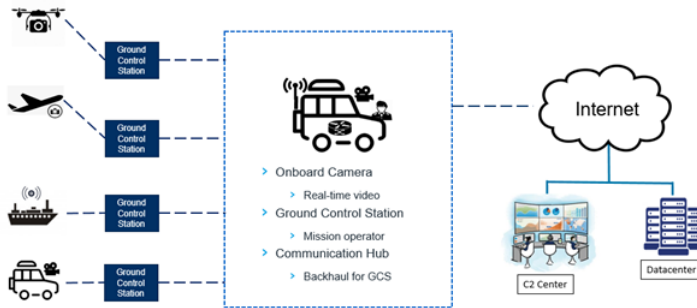 Ground
Control
Station
Ground
Control
Station
Ground
Control
Station
Ground
Control
Station
Onboard Camera
Real-time video
Ground Control Station
Mission operator
Communication Hub
Backhaul for GCS
Internet
C2 Center
Datacenter